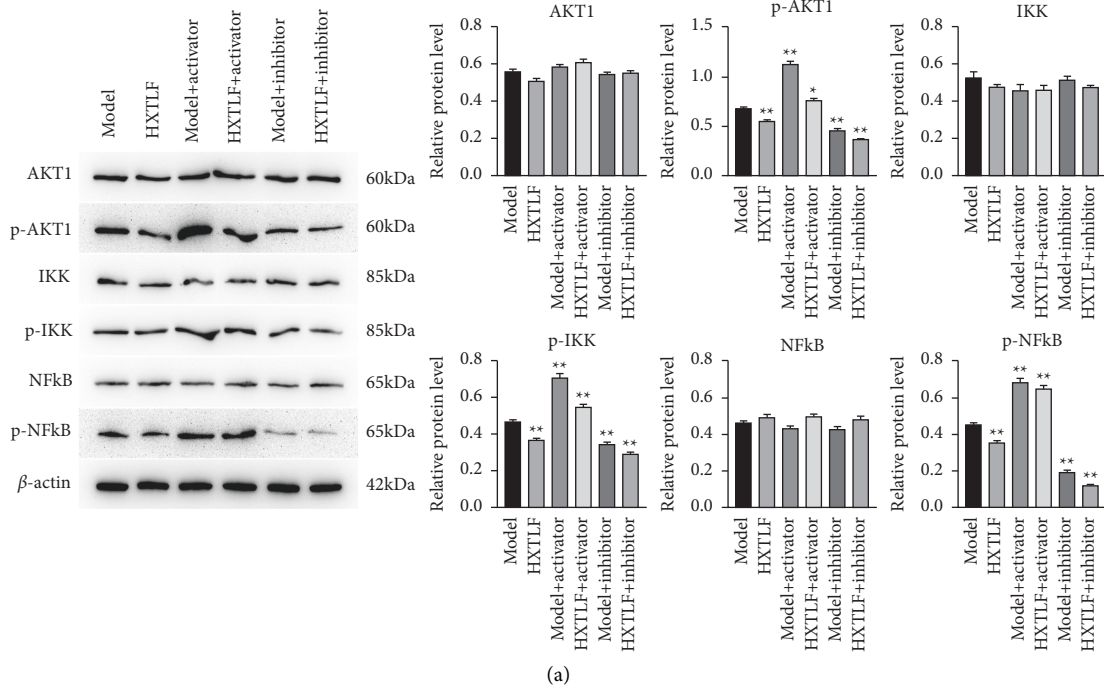 Model
HXTLF
Model+activator
HXTLF+activator
Model+inhibitor
HXTLF+inhibitor
AKT1 60kDa
p-AKT1 60kDa
IKK 85kDa
p-IKK 85kDa
NFkB 65kDa
p-NFkB 65kDa
β-actin 42kDa
AKT1
Relative protein level
0.8
0.6
0.4
0.2
0.0
Model
HXTLF
Model+activator
HXTLF+activator
Model+inhibitor
HXTLF+inhibitor
p-AKT1
Relative protein level
1.5
1.0
0.5
0.0
**
**
*
**
**
Model
HXTLF
Model+activator
HXTLF+activator
Model+inhibitor
HXTLF+inhibitor
IKK
Relative protein level
0.8
0.6
0.4
0.2
0.0
Model
HXTLF
Model+activator
HXTLF+activator
Model+inhibitor
HXTLF+inhibitor
p-IKK
Relative protein level
0.8
0.6
0.4
0.2
0.0
**
**
**
**
**
Model
HXTLF
Model+activator
HXTLF+activator
Model+inhibitor
HXTLF+inhibitor
NFkB
Relative protein level
0.8
0.6
0.4
0.2
0.0
Model
HXTLF
Model+activator
HXTLF+activator
Model+inhibitor
HXTLF+inhibitor
p-NFkB
Relative protein level
0.8
0.6
0.4
0.2
0.0
**
**
**
**
**
Model
HXTLF
Model+activator
HXTLF+activator
Model+inhibitor
HXTLF+inhibitor
(a)